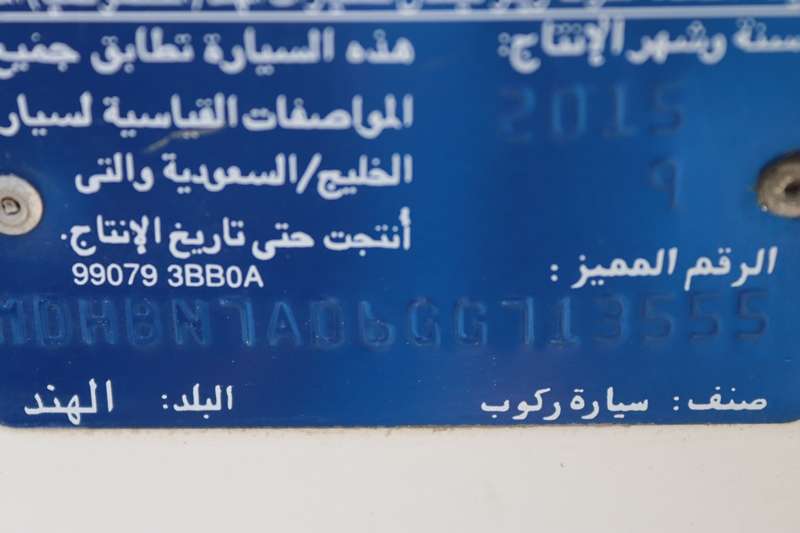 سنة وشهر الإنتاج:
2015
9
الرقم المميز :
هذه السيارة تطابق جميع
المواصفات القياسية لسيار
الخليج/السعودية والتى
أنتجت حتى تاريخ الإنتاج.
99079 3BB0A
MDHBN7AD6GG713555
صنف: سيارة ركوب
البلد: الهند